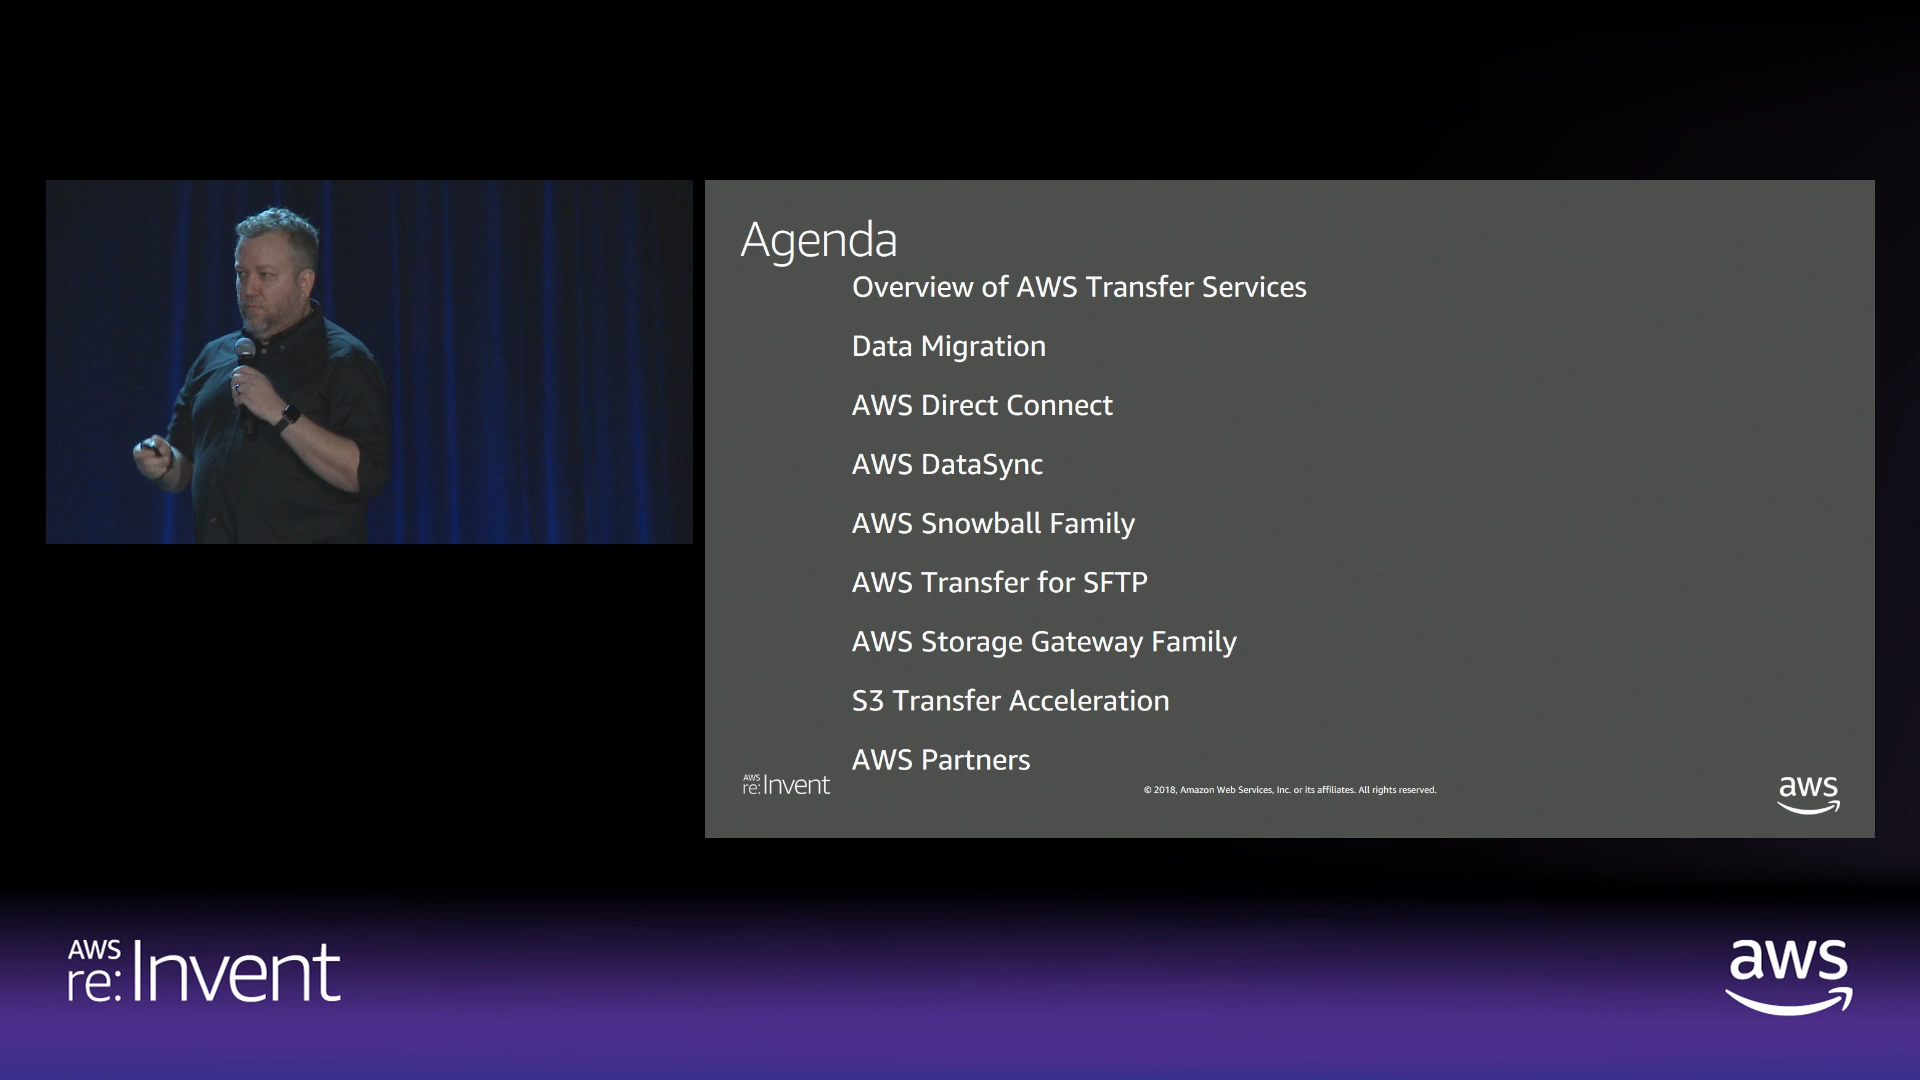 Agenda
Overview of AWS Transfer Services
Data Migration
AWS Direct Connect
AWS DataSync
AWS Snowball Family
AWS Transfer for SFTP
AWS Storage Gateway Family
S3 Transfer Acceleration
AWS Partners
AWS
re:Invent
© 2018, Amazon Web Services, Inc. or its affiliates. All rights reserved.
aws
AWS
re:Invent
aws